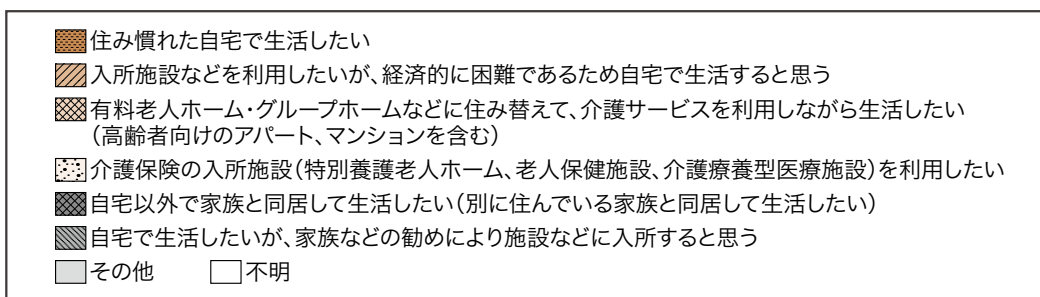 住み慣れた自宅で生活したい
入所施設などを利用したいが、経済的に困難であるため自宅で生活すると思う
有料老人ホーム・グループホームなどに住み替えて、介護サービスを利用しながら生活したい
（高齢者向けのアパート、マンションを含む）
介護保険の入所施設（特別養護老人ホーム、老人保健施設、介護療養型医療施設）を利用したい
自宅以外で家族と同居して生活したい（別に住んでいる家族と同居して生活したい）
自宅で生活したいが、家族などの勧めにより施設などに入所すると思う
その他　不明